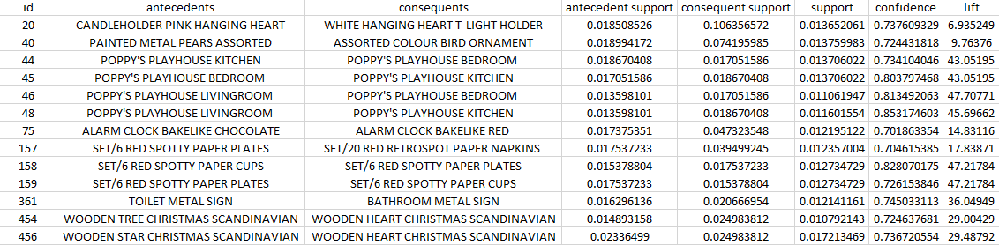 id antecedents consequents antecedent support consequent support support confidence lift
20 CANDLEHOLDER PINK HANGING HEART WHITE HANGING HEART T-LIGHT HOLDER 0.018508526 0.106356572 0.013652061 0.737609329 6.935249
40 PAINTED METAL PEARS ASSORTED ASSORTED COLOUR BIRD ORNAMENT 0.018994172 0.074195985 0.013759983 0.724431818 9.76376
44 POPPY'S PLAYHOUSE KITCHEN POPPY'S PLAYHOUSE BEDROOM 0.018670408 0.017051586 0.013706022 0.734104046 43.05195
45 POPPY'S PLAYHOUSE BEDROOM POPPY'S PLAYHOUSE KITCHEN 0.017051586 0.018670408 0.013706022 0.803797468 43.05195
46 POPPY'S PLAYHOUSE LIVINGROOM POPPY'S PLAYHOUSE BEDROOM 0.013598101 0.017051586 0.011061947 0.813492063 47.70771
48 POPPY'S PLAYHOUSE LIVINGROOM POPPY'S PLAYHOUSE KITCHEN 0.013598101 0.018670408 0.011601554 0.853174603 45.69662
75 ALARM CLOCK BAKELIKE CHOCOLATE ALARM CLOCK BAKELIKE RED 0.017375351 0.047323548 0.012195122 0.701863354 14.83116
157 SET/6 RED SPOTTY PAPER PLATES SET/20 RED RETROSPOT PAPER NAPKINS 0.017537233 0.039499245 0.012357004 0.704615385 17.83871
158 SET/6 RED SPOTTY PAPER CUPS SET/6 RED SPOTTY PAPER PLATES 0.015378804 0.017537233 0.012734729 0.828070175 47.21784
159 SET/6 RED SPOTTY PAPER PLATES SET/6 RED SPOTTY PAPER CUPS 0.017537233 0.015378804 0.012734729 0.726153846 47.21784
361 TOILET METAL SIGN BATHROOM METAL SIGN 0.016296136 0.020666954 0.012141161 0.745033113 36.04949
454 WOODEN TREE CHRISTMAS SCANDINAVIAN WOODEN HEART CHRISTMAS SCANDINAVIAN 0.014893158 0.024983812 0.010792143 0.724637681 29.00429
456 WOODEN STAR CHRISTMAS SCANDINAVIAN WOODEN HEART CHRISTMAS SCANDINAVIAN 0.02336499 0.024983812 0.017213469 0.736720554 29.48792